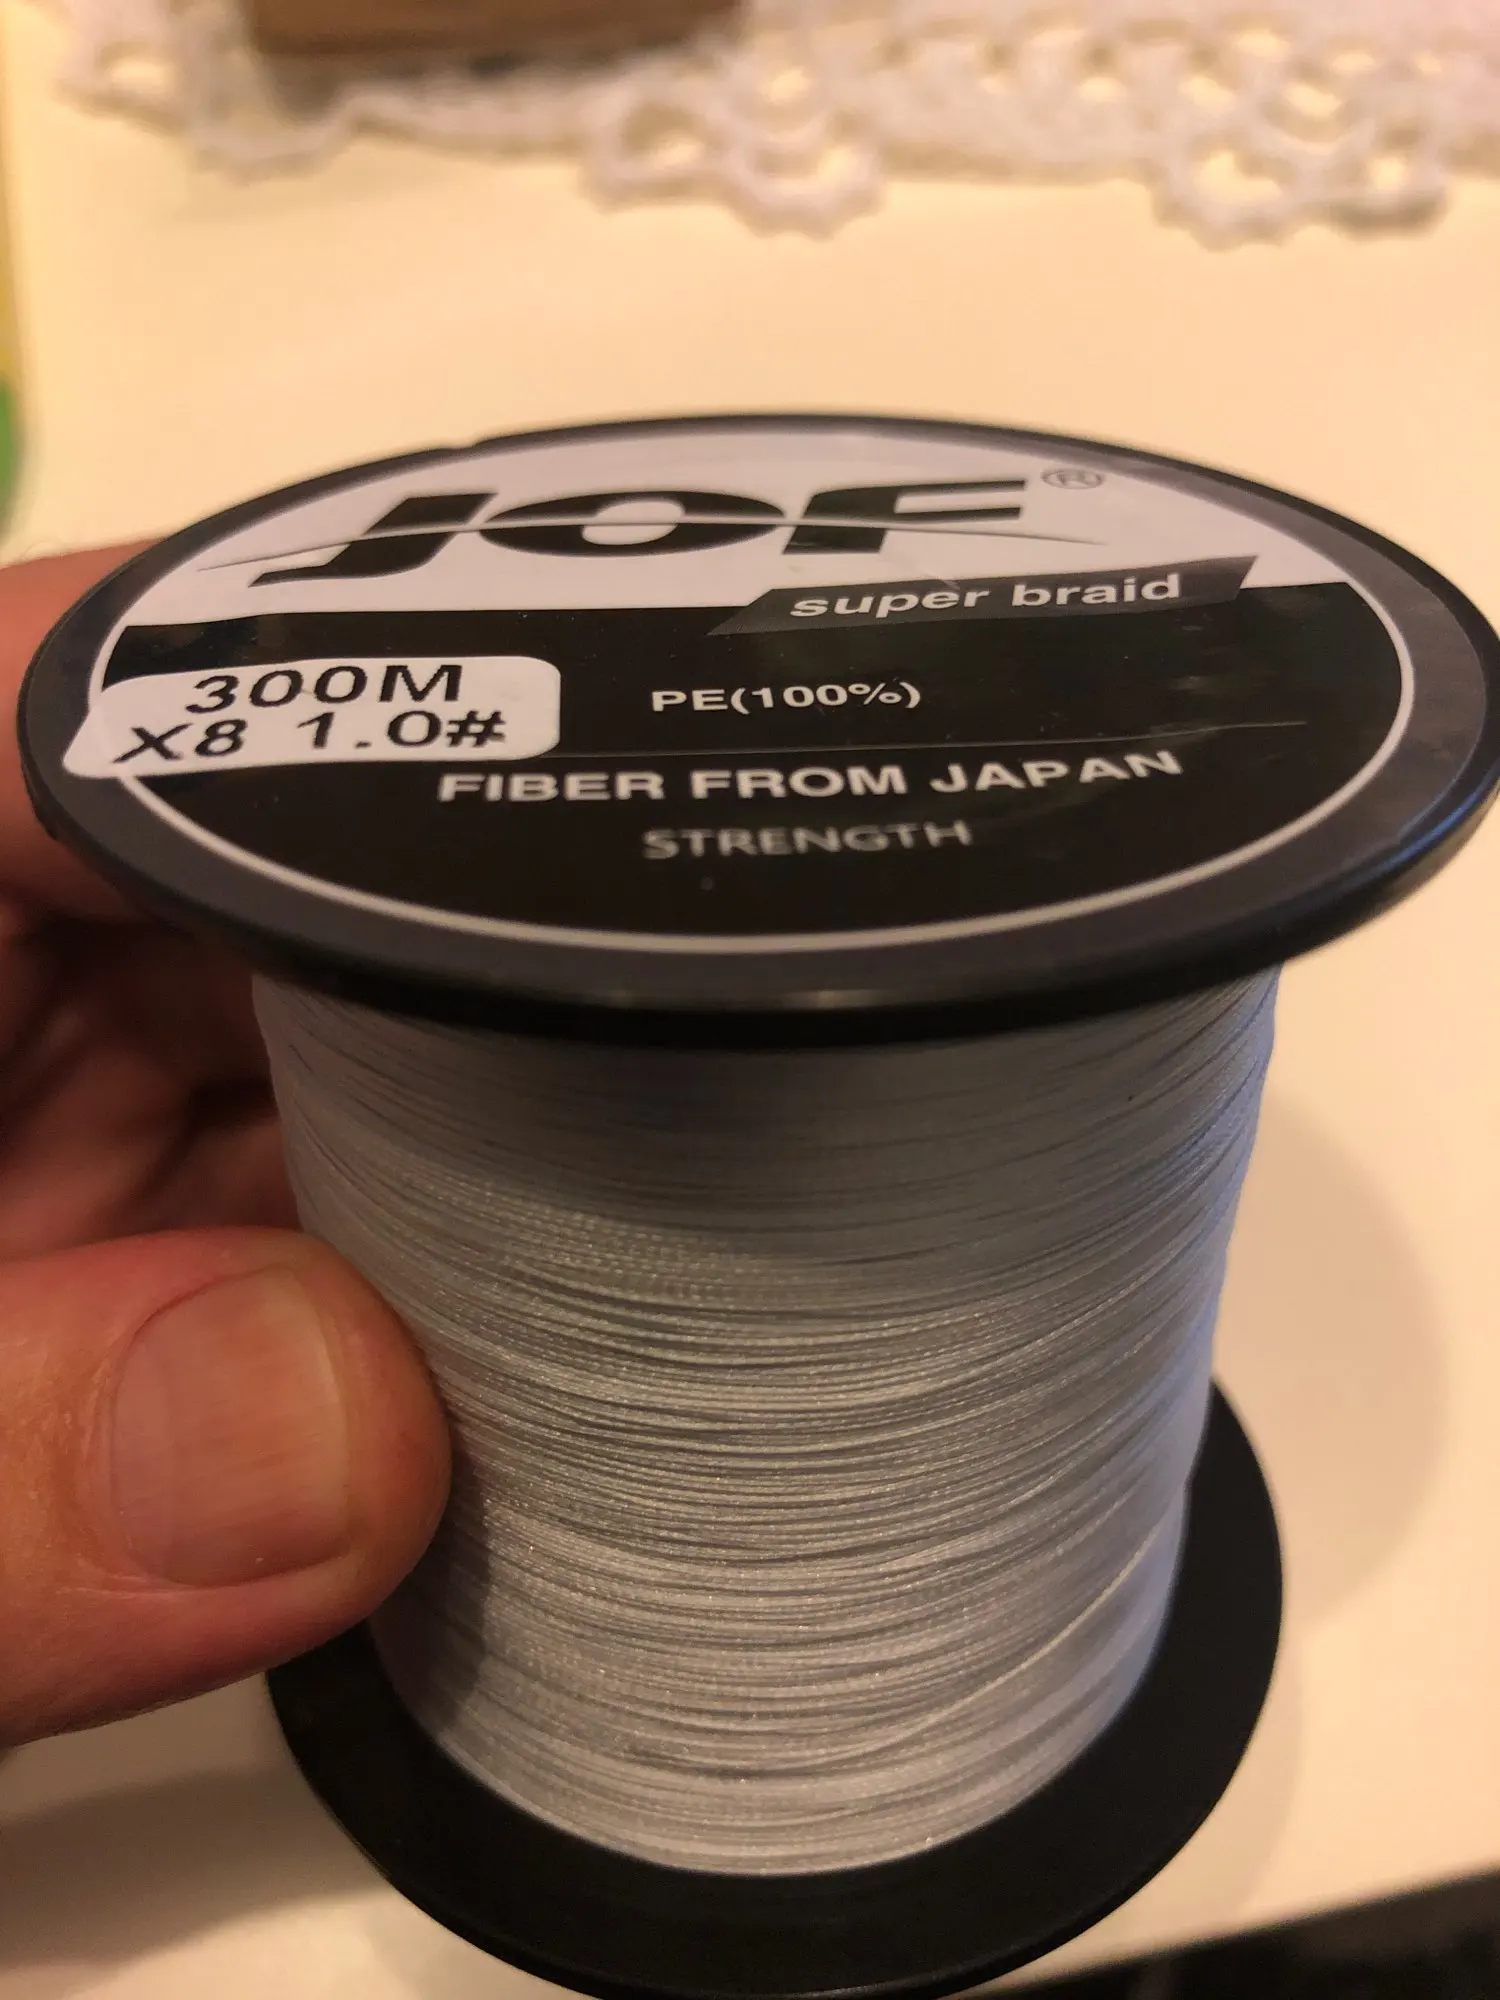 JOF®
super braid
300M
X8 1.0#
PE(100%)
FIBER FROM JAPAN
STRENGTH